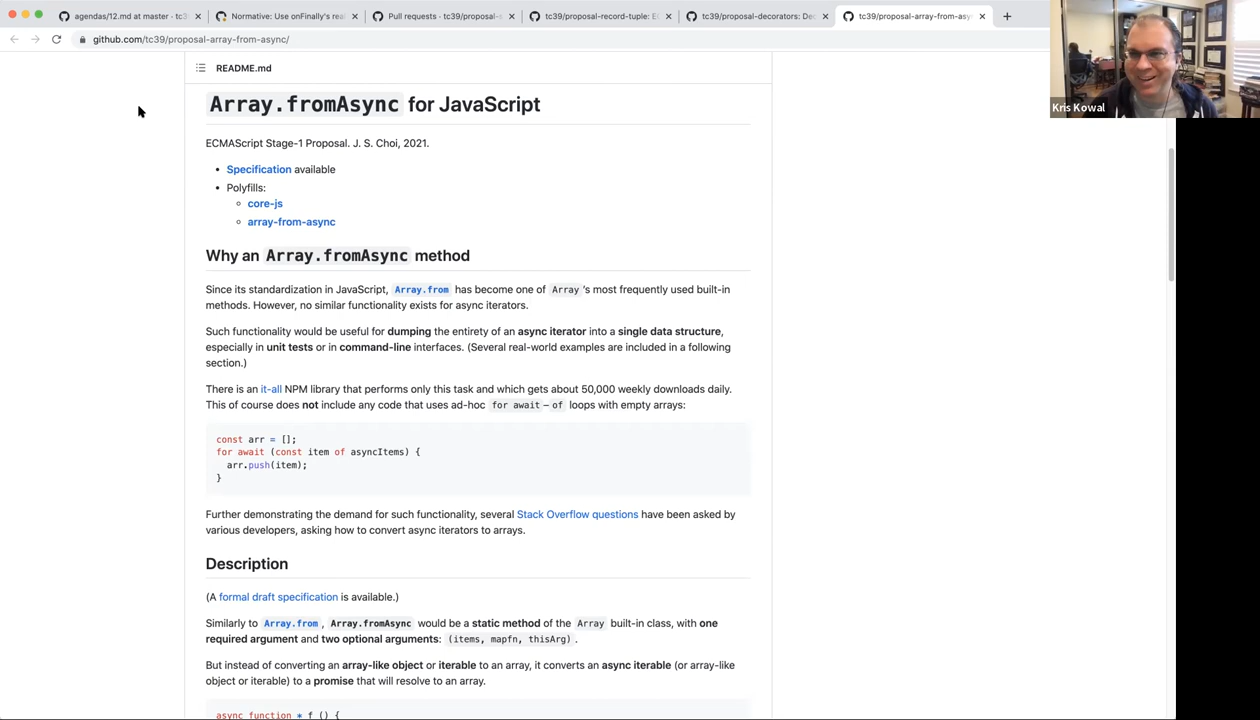 agendas/12.md at master · tc3
Normative: Use onFinally's rea
Pull requests · tc39/proposal-s
tc39/proposal-record-tuple: E
tc39/proposal-decorators: Dec
tc39/proposal-array-from-asyn
github.com/tc39/proposal-array-from-async/
Kris Kowal
README.md
Array.fromAsync for JavaScript
ECMAScript Stage-1 Proposal. J. S. Choi, 2021.
• Specification available
• Polyfills:
◦ core-js
◦ array-from-async
Why an Array.fromAsync method
Since its standardization in JavaScript, Array.from has become one of Array's most frequently used built-in
methods. However, no similar functionality exists for async iterators.
Such functionality would be useful for dumping the entirety of an async iterator into a single data structure,
especially in unit tests or in command-line interfaces. (Several real-world examples are included in a following
section.)
There is an it-all NPM library that performs only this task and which gets about 50,000 weekly downloads daily.
This of course does not include any code that uses ad-hoc for await–of loops with empty arrays:
const arr = [];
for await (const item of asyncItems) {
  arr.push(item);
}
Further demonstrating the demand for such functionality, several Stack Overflow questions have been asked by
various developers, asking how to convert async iterators to arrays.
Description
(A formal draft specification is available.)
Similarly to Array.from, Array.fromAsync would be a static method of the Array built-in class, with one
required argument and two optional arguments: (items, mapfn, thisArg).
But instead of converting an array-like object or iterable to an array, it converts an async iterable (or array-like
object or iterable) to a promise that will resolve to an array.
async function * f () {